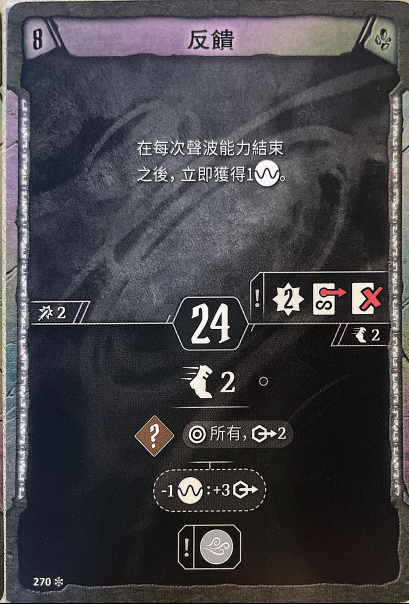 8 反饋
在每次聲波能力結束
之後, 立即獲得1 。
! 2
2 24 2
2
? 所有, 2
-1 :+3
!
270